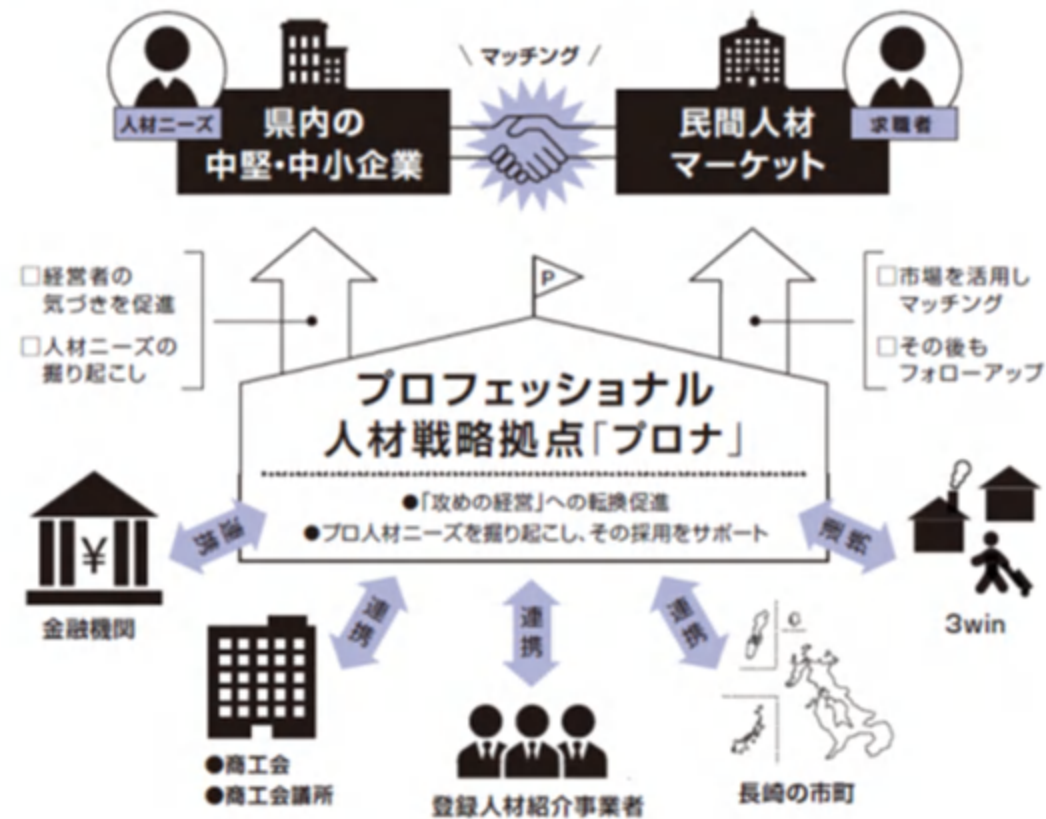 ＼ マッチング ／
人材ニーズ
県内の
中堅・中小企業
民間人材
マーケット
求職者
□経営者の
気づきを促進
□人材ニーズの
掘り起こし
P
□市場を活用し
マッチング
□その後も
フォローアップ
プロフェッショナル
人材戦略拠点「プロナ」
●「攻めの経営」への転換促進
●プロ人材ニーズを掘り起こし、その採用をサポート
連携
連携
連携
連携
連携
¥
金融機関
●商工会
●商工会議所
登録人材紹介事業者
長崎の市町
3win